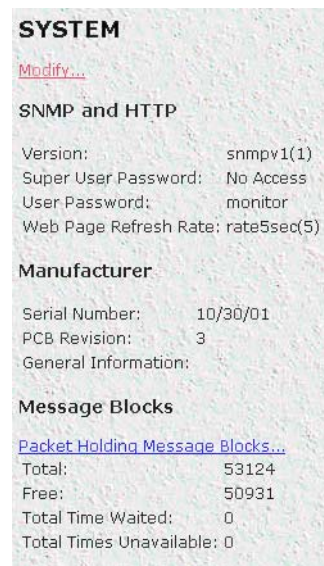 SYSTEM
Modify...
SNMP and HTTP
Version: snmpv1(1)
Super User Password: No Access
User Password: monitor
Web Page Refresh Rate: rate5sec(5)
Manufacturer
Serial Number: 10/30/01
PCB Revision: 3
General Information:
Message Blocks
Packet Holding Message Blocks...
Total: 53124
Free: 50931
Total Time Waited: 0
Total Times Unavailable: 0